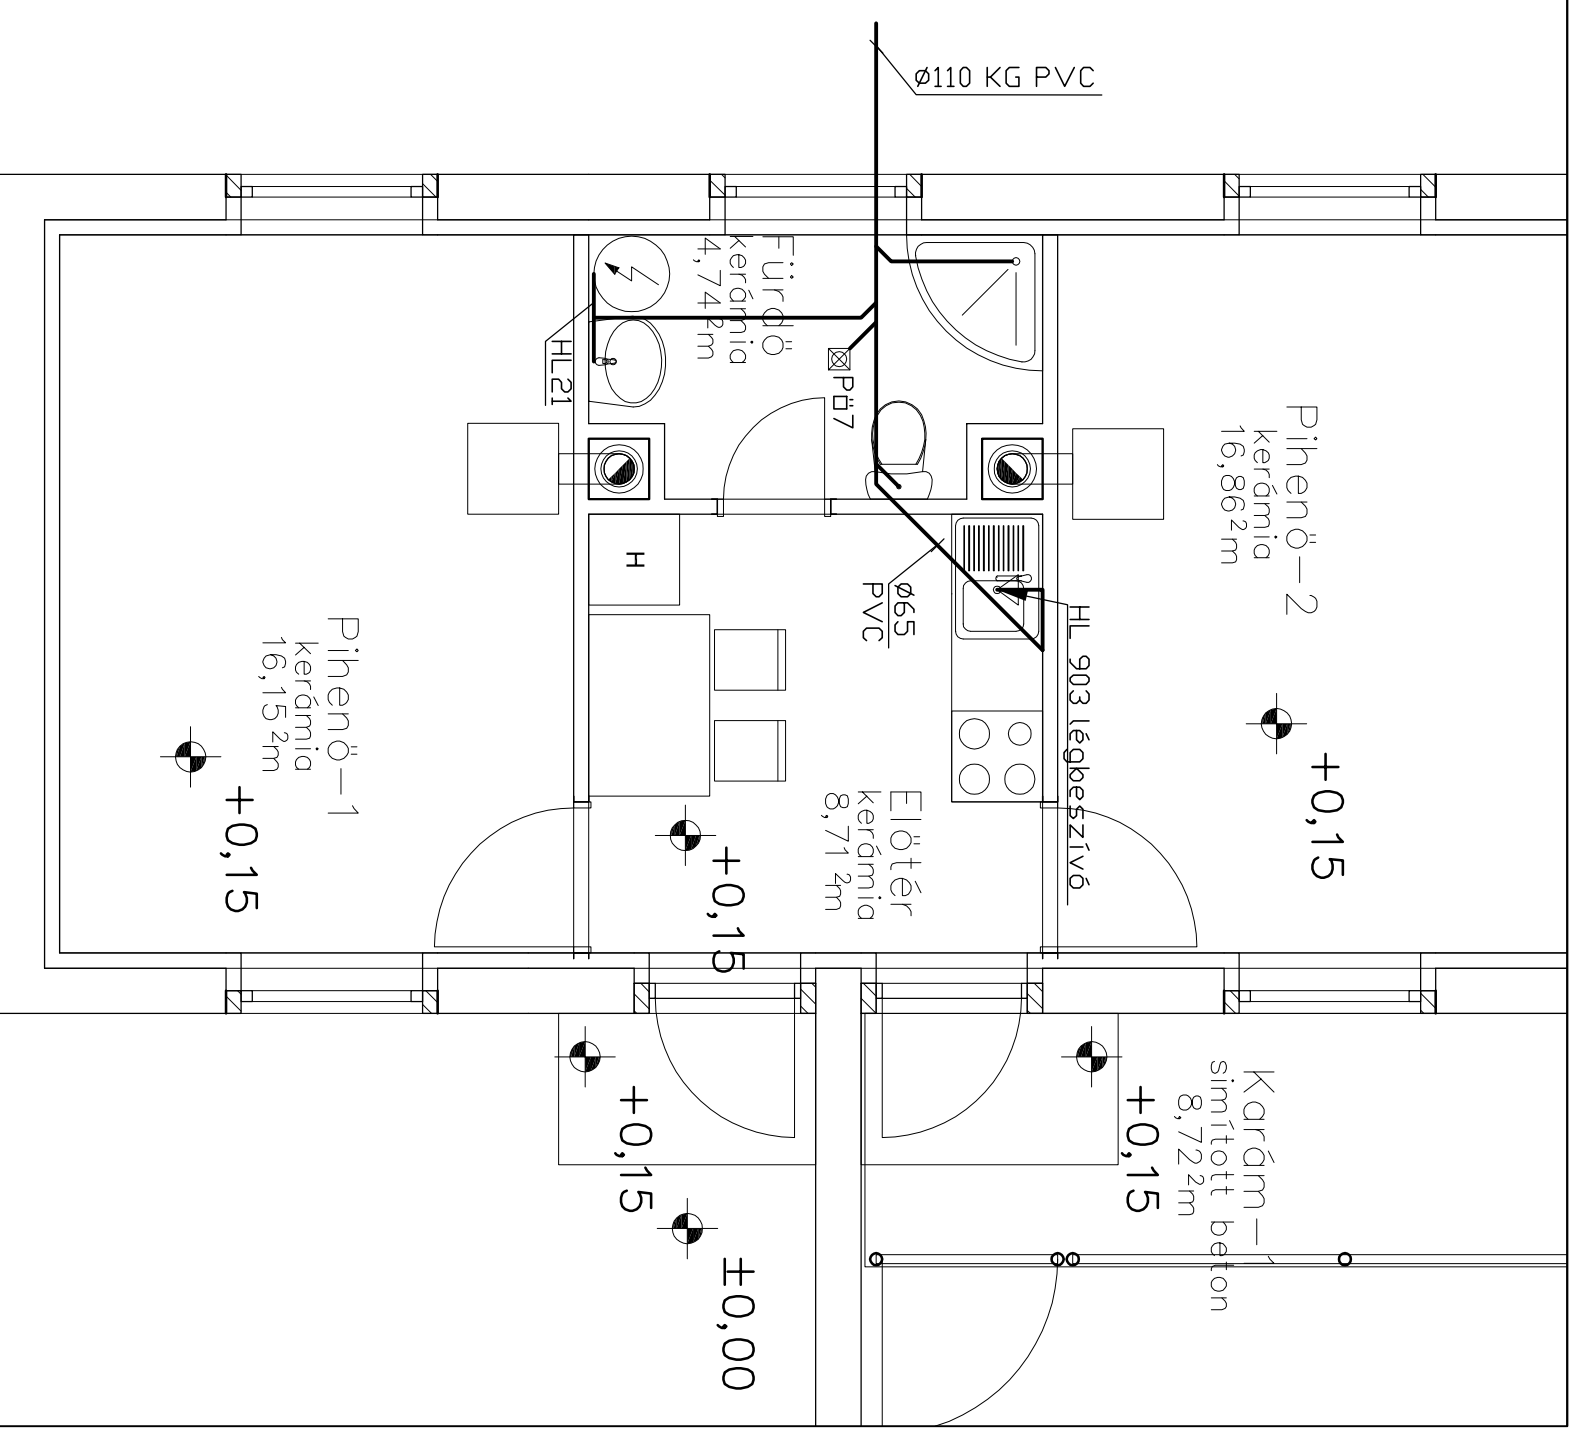 Ø110 KG PVC
Fürdő
kerámia
4,74²m
HL21
Pö7
Pihenő-2
kerámia
16,86²m
+0,15
H
Ø65
PVC
HL 903 légbeszívó
Pihenő-1
kerámia
16,15²m
+0,15
Előtér
kerámia
8,71²m
+0,15
Karám-1
simított beton
8,72²m
+0,15
+0,15
±0,00